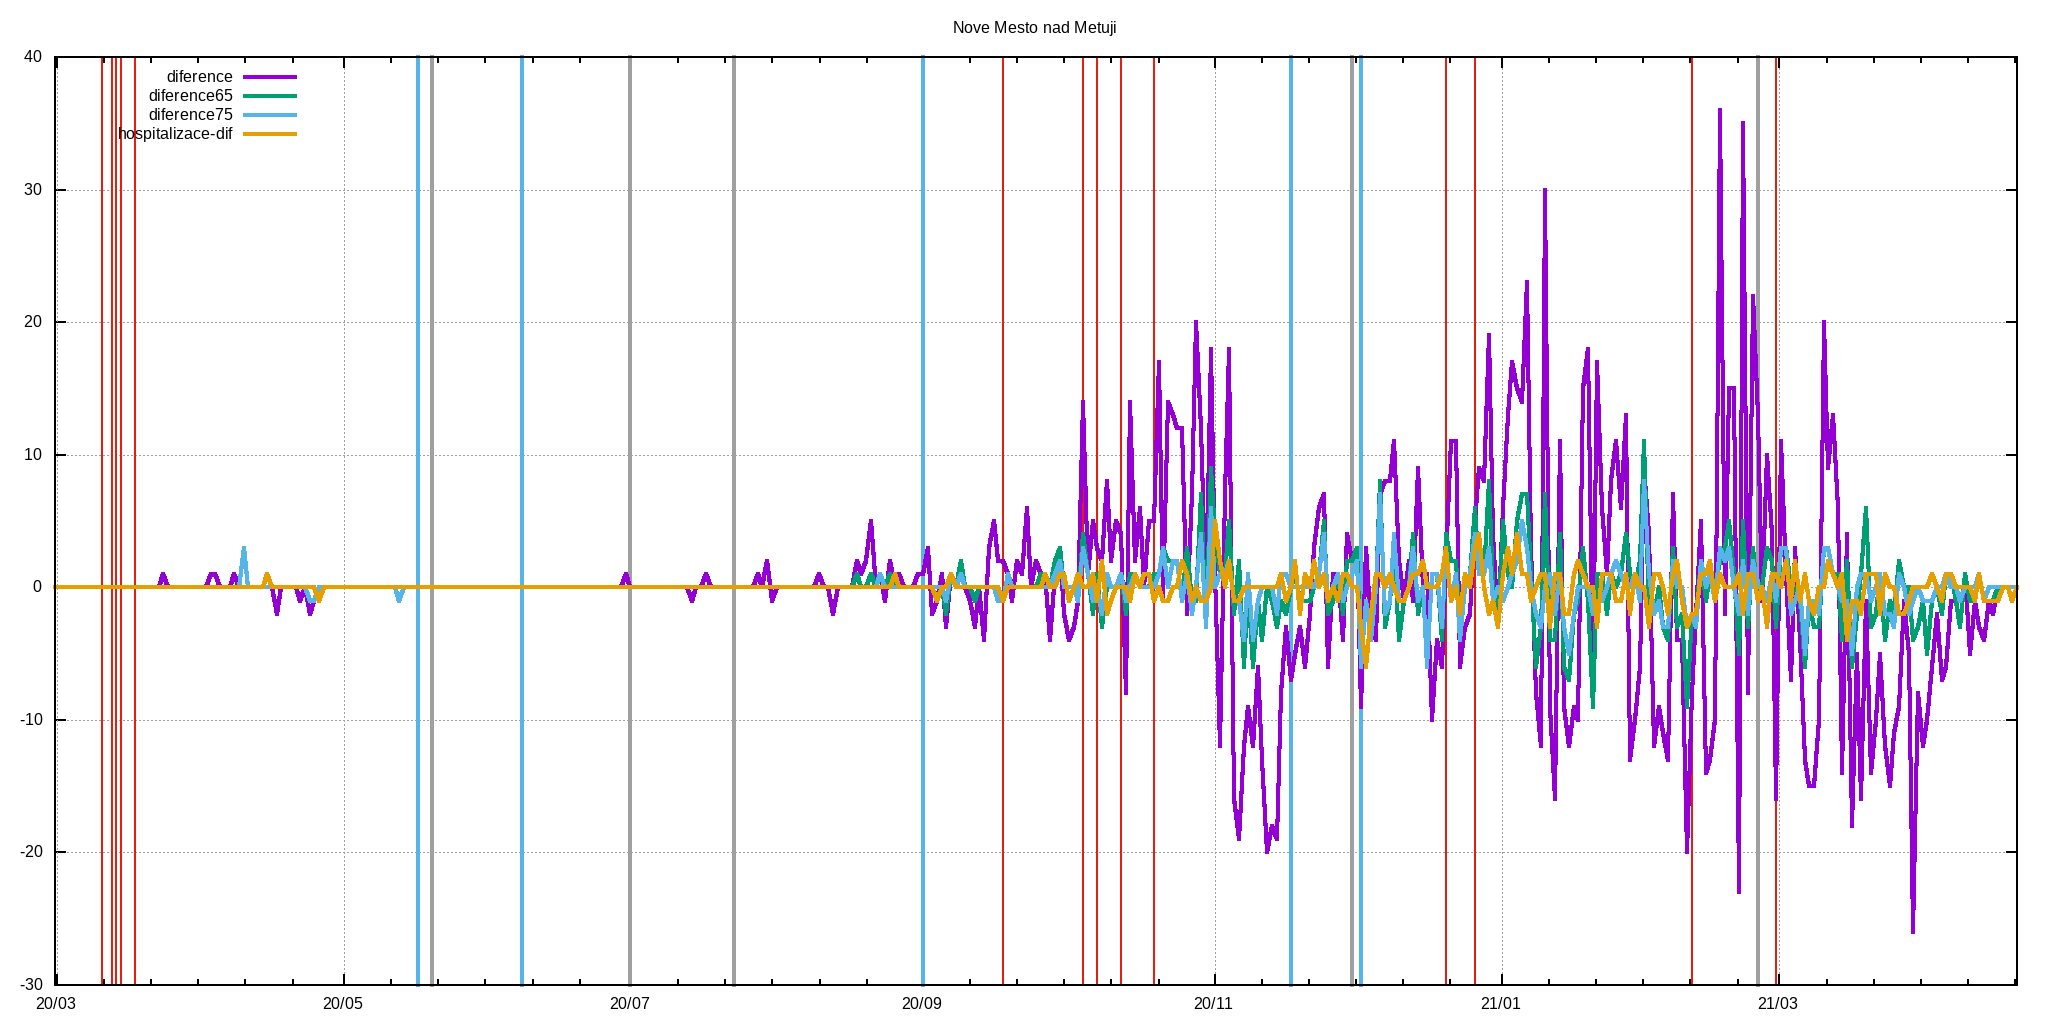 Nove Mesto nad Metuji
40
diference
diference65
diference75
hospitalizace-dif
30
20
10
0
-10
-20
-30
20/03 20/05 20/07 20/09 20/11 21/01 21/03